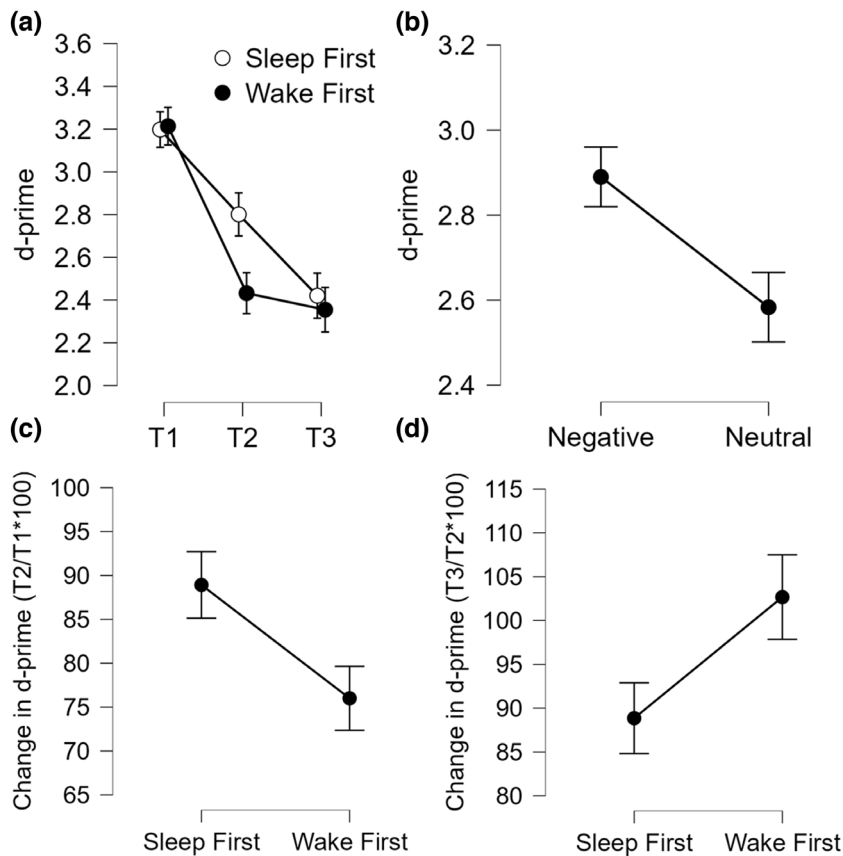 (a)
d-prime
3.6
3.4
3.2
3.0
2.8
2.6
2.4
2.2
2.0
Sleep First
Wake First
T1 T2 T3
(b)
d-prime
3.2
3.0
2.8
2.6
2.4
Negative Neutral
(c)
Change in d-prime (T2/T1*100)
100
95
90
85
80
75
70
65
Sleep First Wake First
(d)
Change in d-prime (T3/T2*100)
115
110
105
100
95
90
85
80
Sleep First Wake First